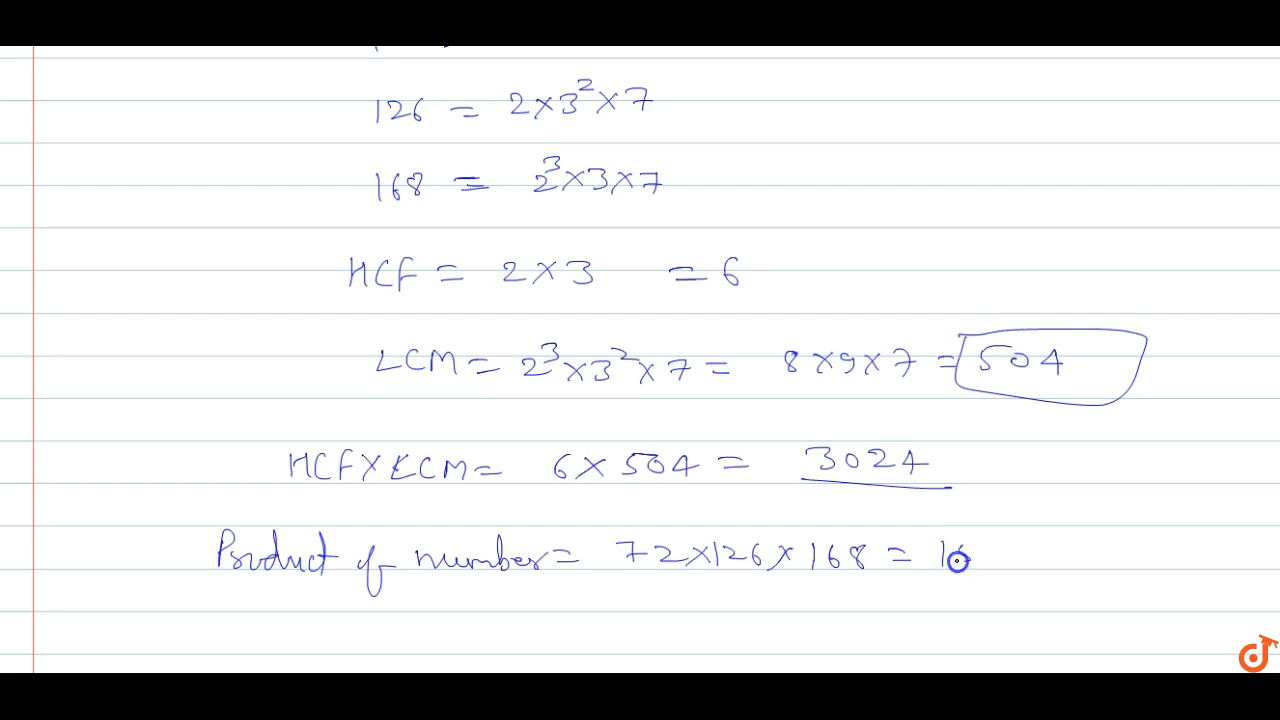 126 = 2×3²×7
168 = 2³×3×7
HCF = 2×3 = 6
LCM = 2³×3²×7 = 8×9×7 = 504
HCF×LCM = 6×504 = 3024
Product of number = 72×126×168 = 16